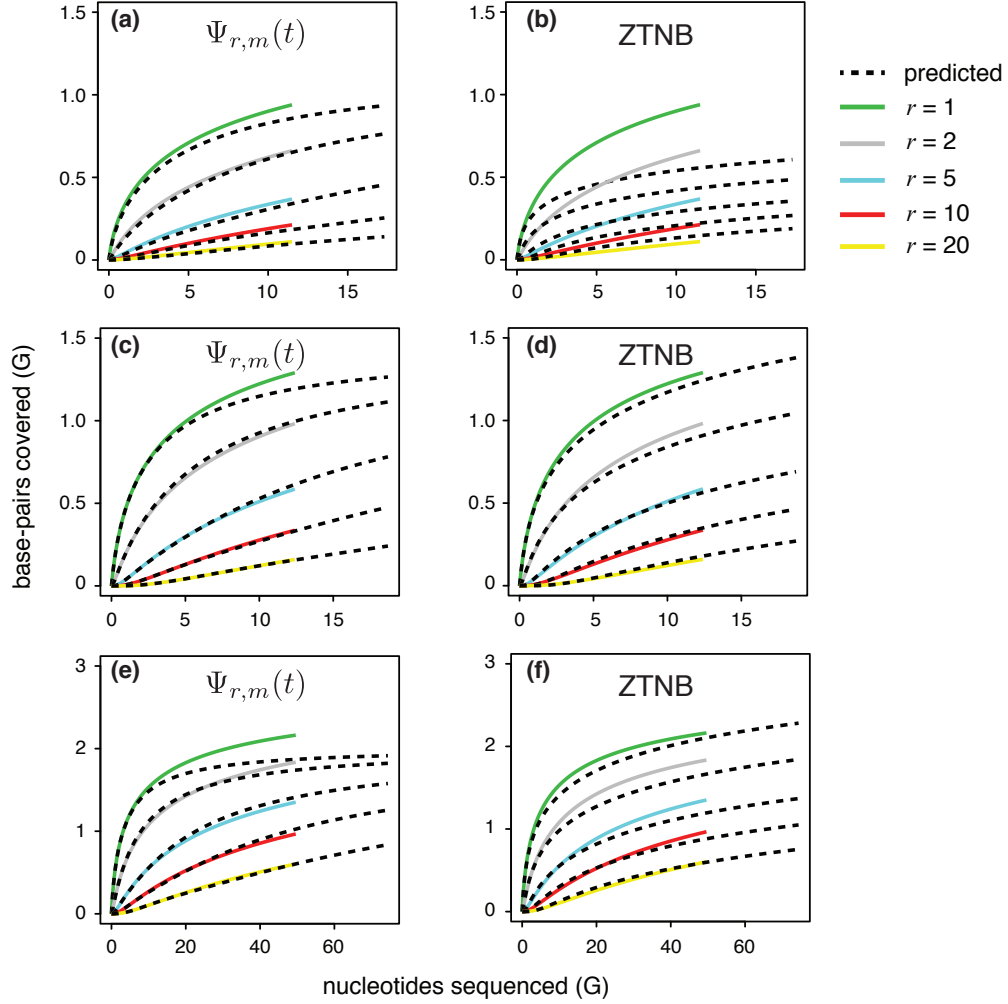 (a) Ψr,m(t)
1.5
1.0
0.5
0
0 5 10 15
(b) ZTNB
1.5
1.0
0.5
0
0 5 10 15
predicted
r = 1
r = 2
r = 5
r = 10
r = 20
base-pairs covered (G)
(c) Ψr,m(t)
1.5
1.0
0.5
0
0 5 10 15
(d) ZTNB
1.5
1.0
0.5
0
0 5 10 15
(e) Ψr,m(t)
3
2
1
0
0 20 40 60
(f) ZTNB
3
2
1
0
0 20 40 60
nucleotides sequenced (G)